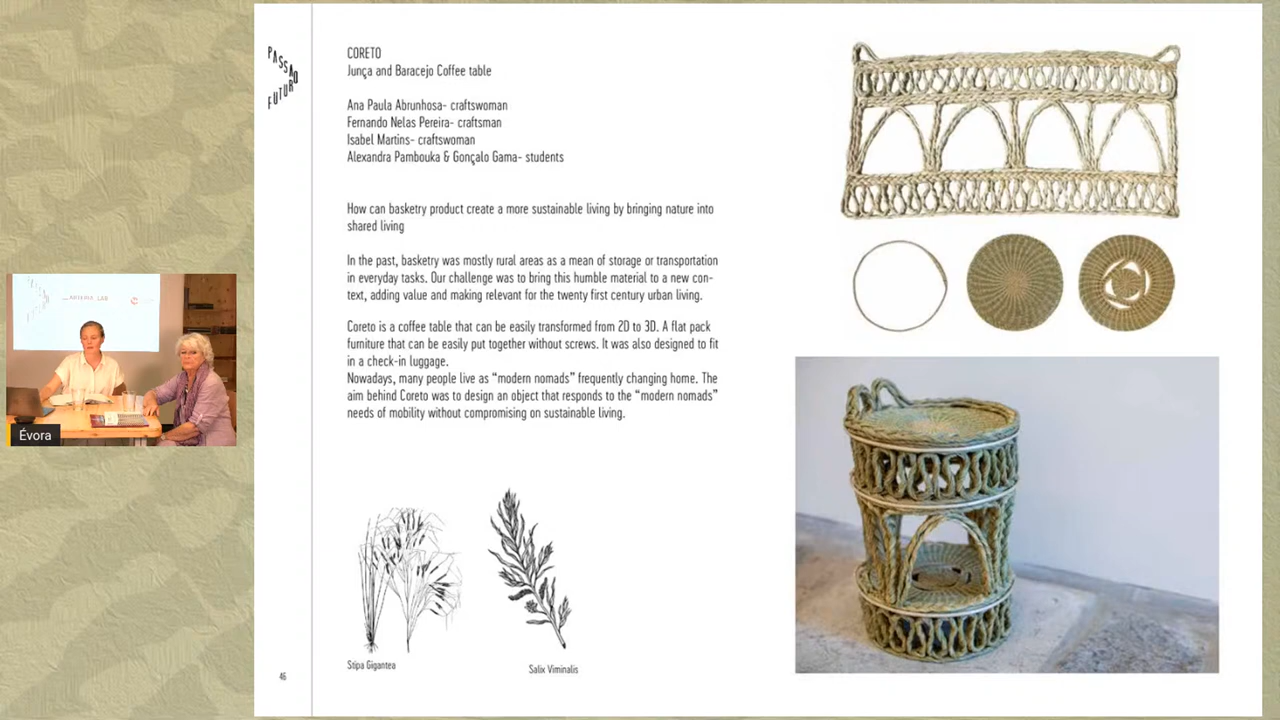 PASSA AO FUTURO
CORETO
Junça and Baracejo Coffee table
Ana Paula Abrunhosa- craftswoman
Fernando Nelas Pereira- craftsman
Isabel Martins- craftswoman
Alexandra Pambouka & Gonçalo Gama- students
How can basketry product create a more sustainable living by bringing nature into
shared living
In the past, basketry was mostly rural areas as a mean of storage or transportation
in everyday tasks. Our challenge was to bring this humble material to a new con-
text, adding value and making relevant for the twenty first century urban living.
Coreto is a coffee table that can be easily transformed from 2D to 3D. A flat pack
furniture that can be easily put together without screws. It was also designed to fit
in a check-in luggage.
Nowadays, many people live as “modern nomads” frequently changing home. The
aim behind Coreto was to design an object that responds to the “modern nomads”
needs of mobility without compromising on sustainable living.
Stipa Gigantea
Salix Viminalis
46
Évora